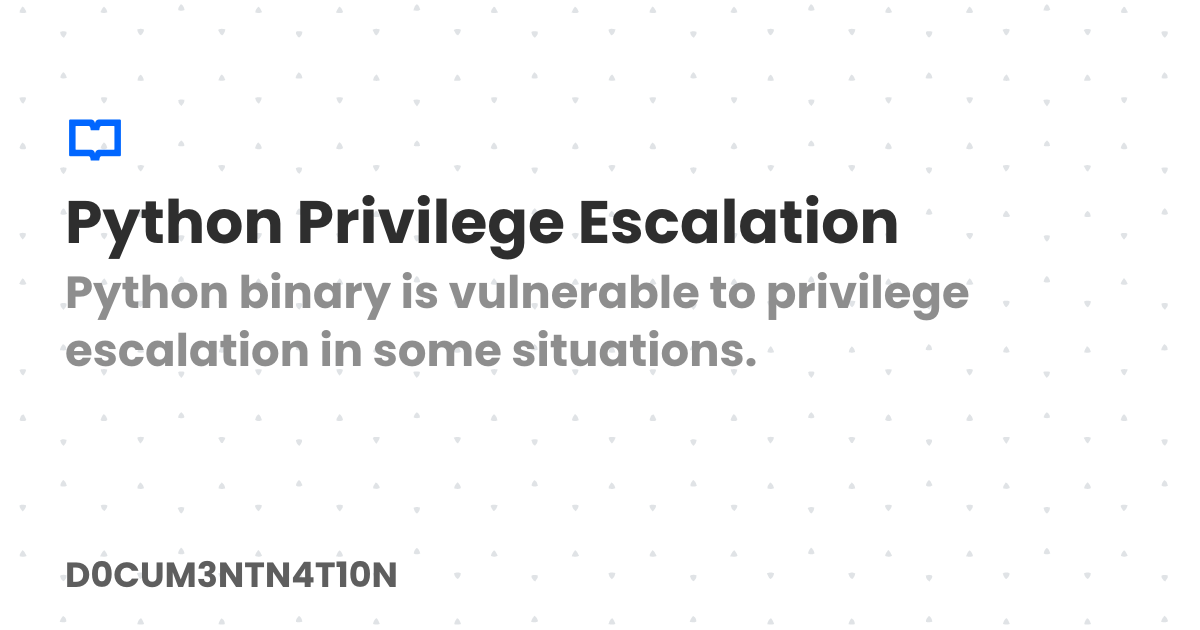 Python Privilege Escalation
Python binary is vulnerable to privilege
escalation in some situations.
D0CUM3NTN4T10N